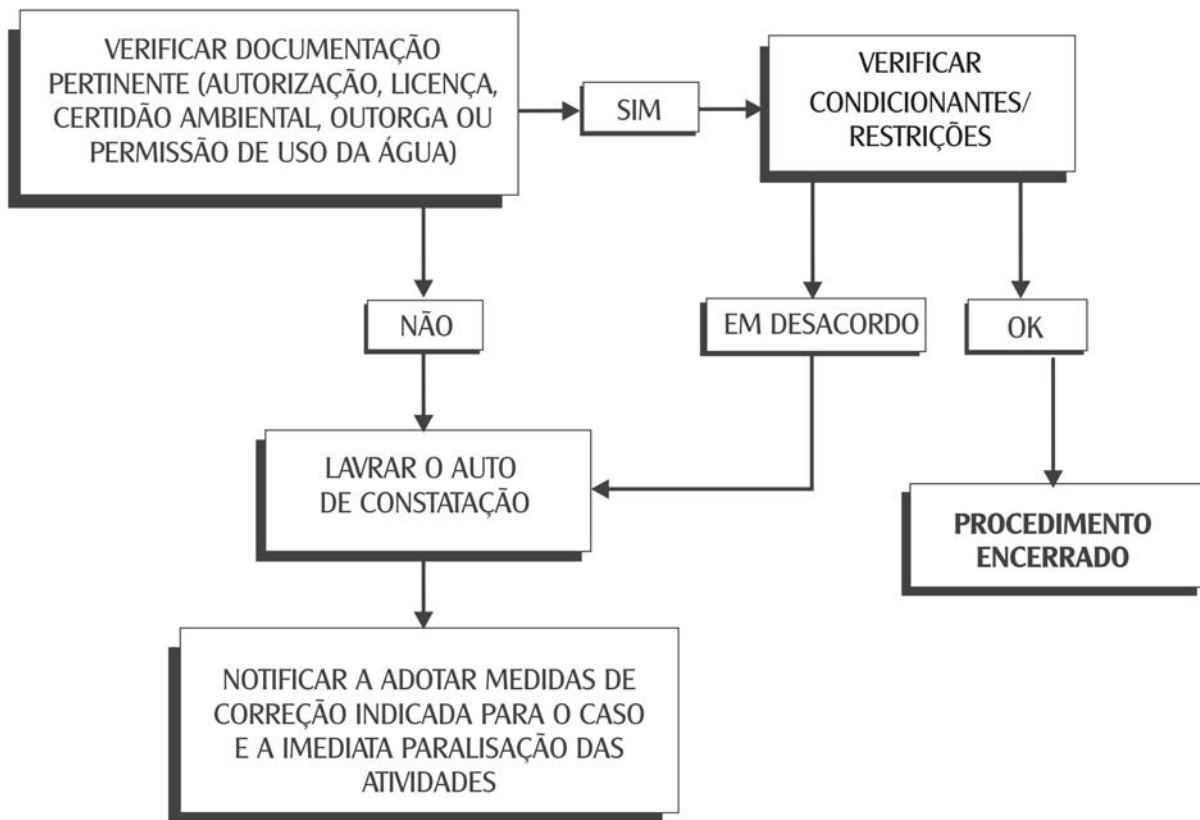 VERIFICAR DOCUMENTAÇÃO
PERTINENTE (AUTORIZAÇÃO, LICENÇA,
CERTIDÃO AMBIENTAL, OUTORGA OU
PERMISSÃO DE USO DA ÁGUA)
SIM
VERIFICAR
CONDICIONANTES/
RESTRIÇÕES
NÃO
EM DESACORDO
OK
LAVRAR O AUTO
DE CONSTATAÇÃO
PROCEDIMENTO
ENCERRADO
NOTIFICAR A ADOTAR MEDIDAS DE
CORREÇÃO INDICADA PARA O CASO
E A IMEDIATA PARALISAÇÃO DAS
ATIVIDADES